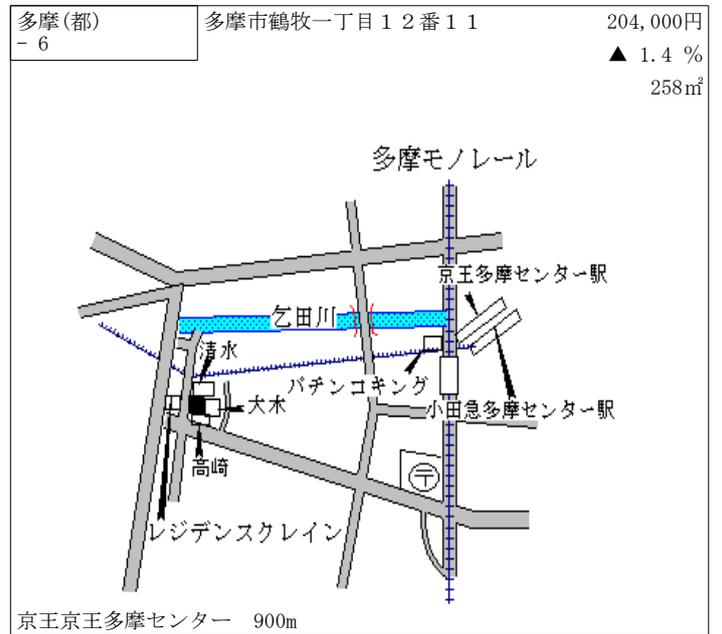 多摩(都)
- 6
多摩市鶴牧一丁目１２番１１
204,000円
▲ 1.4 %
258㎡
多摩モノレール
京王多摩センター駅
乞田川
清水
パチンコキング
大木
小田急多摩センター駅
高崎
〒
レジデンスクレイン
京王京王多摩センター　900m